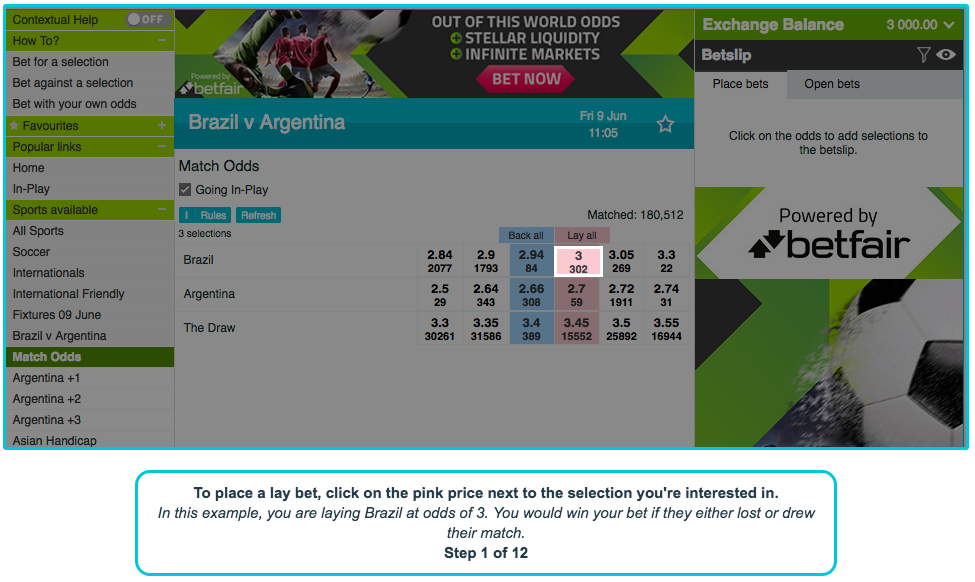 Contextual Help OFF
How To? −
Bet for a selection
Bet against a selection
Bet with your own odds
Favourites +
Popular links −
Home
In-Play
Sports available −
All Sports
Soccer
Internationals
International Friendly
Fixtures 09 June
Brazil v Argentina
Match Odds
Argentina +1
Argentina +2
Argentina +3
Asian Handicap
Powered by
betfair
OUT OF THIS WORLD ODDS
STELLAR LIQUIDITY
INFINITE MARKETS
BET NOW
Brazil v Argentina
Fri 9 Jun
11:05
Match Odds
Going In-Play
i Rules Refresh
Matched: 180,512
3 selections
Back all Lay all
Brazil
2.84 2.9 2.94 3 3.05 3.3
2077 1793 84 302 269 22
Argentina
2.5 2.64 2.66 2.7 2.72 2.74
29 343 308 59 1911 31
The Draw
3.3 3.35 3.4 3.45 3.5 3.55
30261 31586 389 15552 25892 16944
Exchange Balance 3 000.00
Betslip
Place bets Open bets
Click on the odds to add selections to
the betslip.
Powered by
betfair
To place a lay bet, click on the pink price next to the selection you're interested in.
In this example, you are laying Brazil at odds of 3. You would win your bet if they either lost or drew
their match.
Step 1 of 12